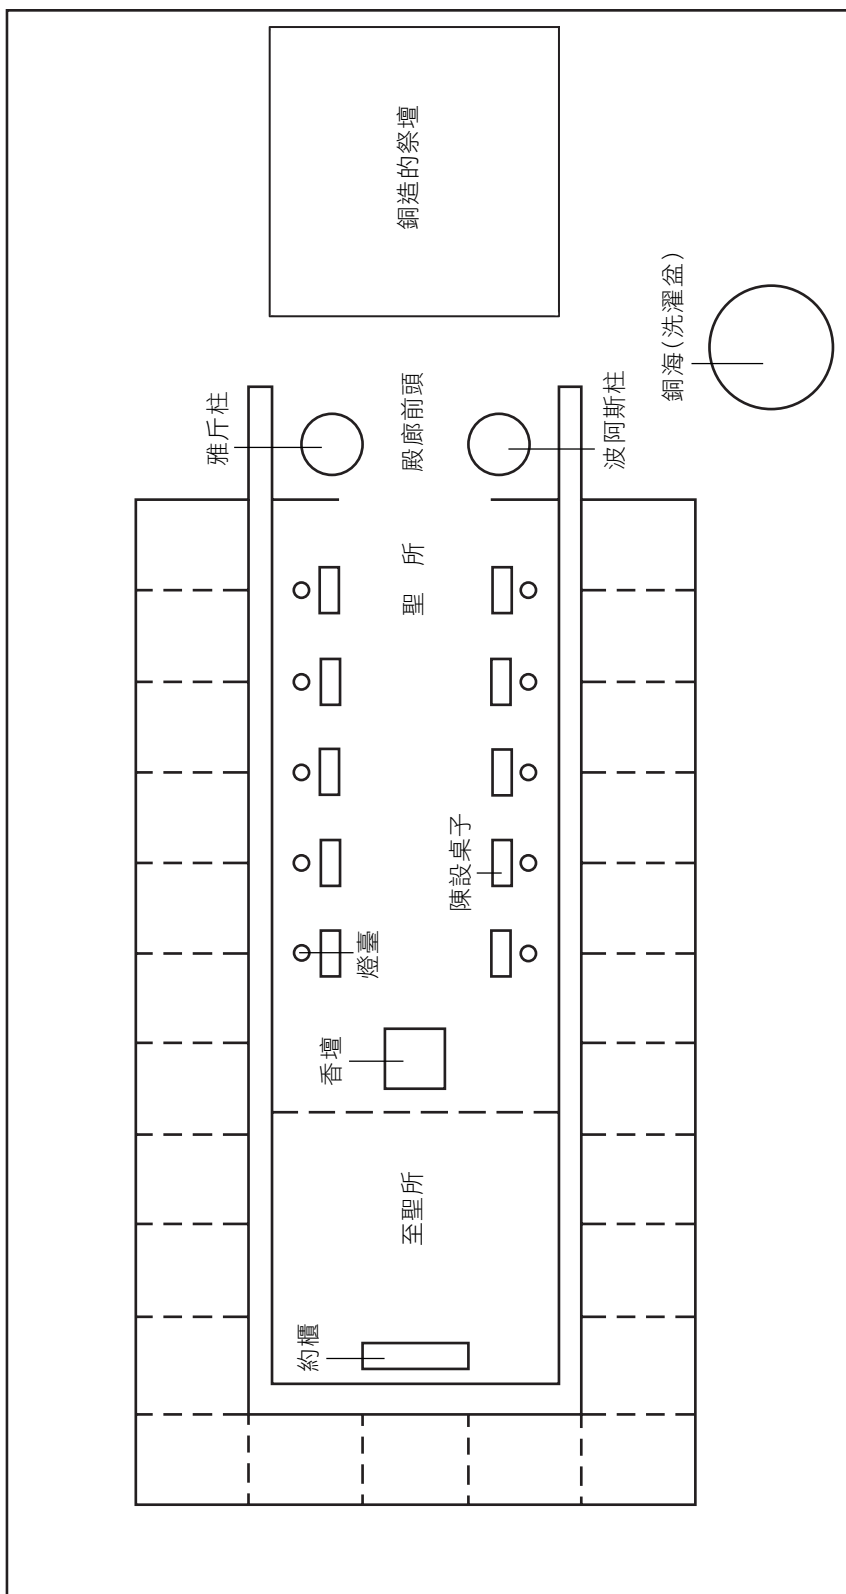 銅造的祭壇
銅海(洗濯盆)
雅斤柱
殿廊前頭
波阿斯柱
聖所
陳設桌子
燈臺
香壇
至聖所
約櫃